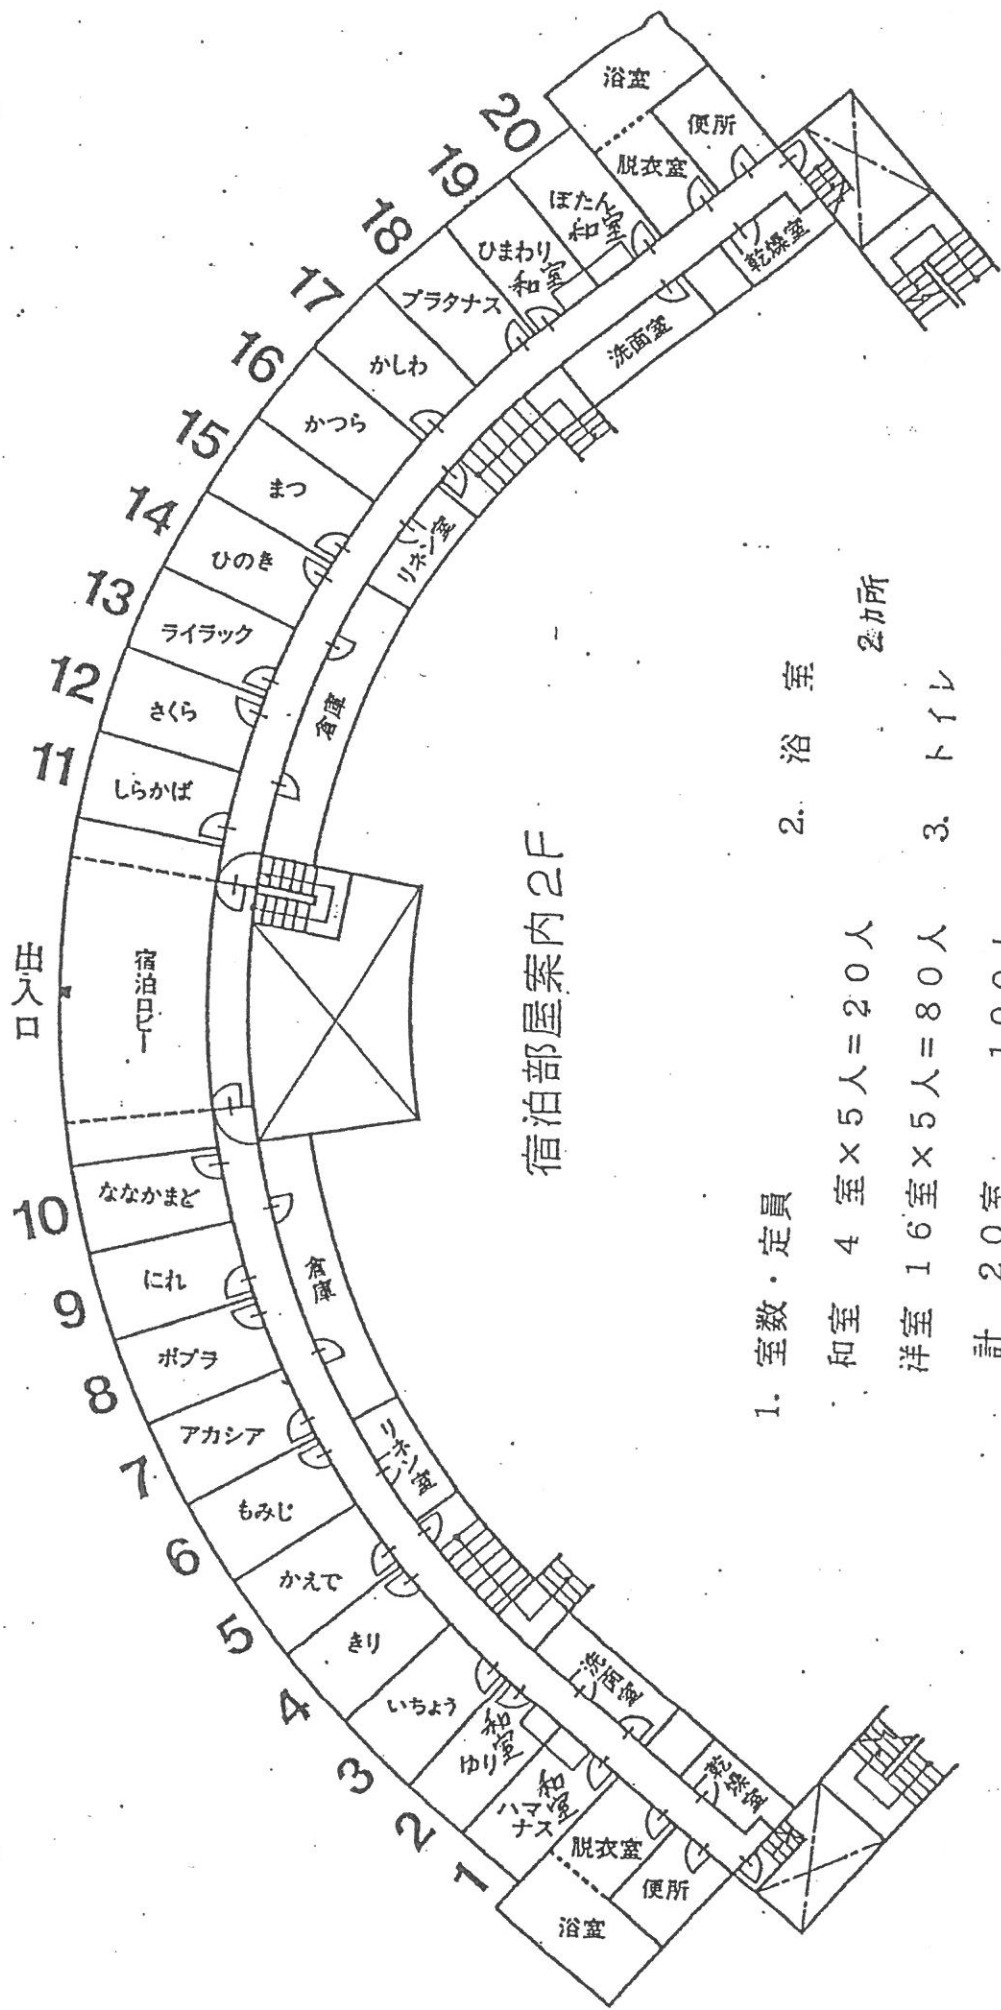 出入口
宿泊ロビー
1
ハマナス
和室
2
ゆり
和室
3
いちょう
4
きり
5
かえで
6
もみじ
7
アカシア
8
ポプラ
9
にれ
10
ななかまど
11
しらかば
12
さくら
13
ライラック
14
ひのき
15
まつ
16
かつら
17
かしわ
18
プラタナス
19
ひまわり
和室
20
ぼたん
和室
浴室
脱衣室
便所
乾燥室
洗面室
リネン室
倉庫
倉庫
リネン室
洗面室
乾燥室
脱衣室
便所
浴室
宿泊部屋案内2F
1. 室数・定員
和室 4室×5人=20人
洋室 16室×5人=80人
計 20室
2. 浴室
2カ所
3. トイレ